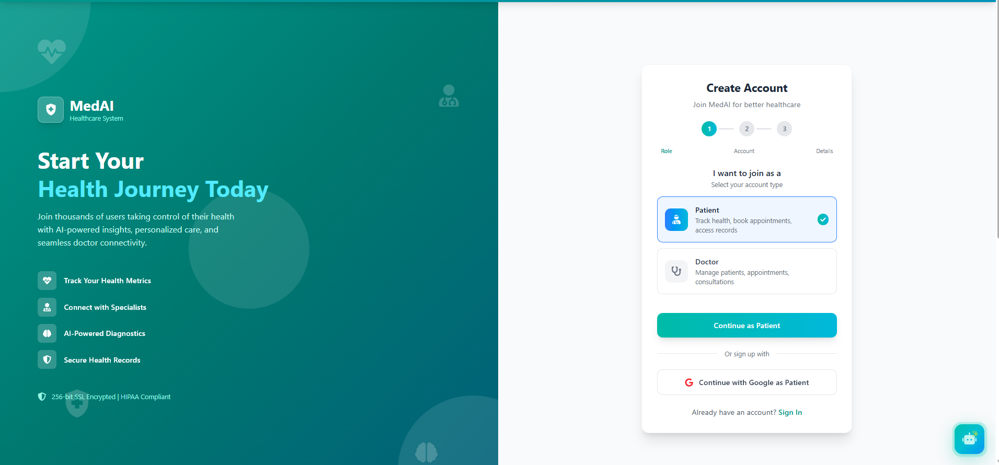 MedAI
Healthcare System
Start Your
Health Journey Today
Join thousands of users taking control of their health
with AI-powered insights, personalized care, and
seamless doctor connectivity.
Track Your Health Metrics
Connect with Specialists
AI-Powered Diagnostics
Secure Health Records
256-bit SSL Encrypted | HIPAA Compliant
Create Account
Join MedAI for better healthcare
1 2 3
Role Account Details
I want to join as a
Select your account type
Patient
Track health, book appointments,
access records
Doctor
Manage patients, appointments,
consultations
Continue as Patient
Or sign up with
Continue with Google as Patient
Already have an account? Sign In